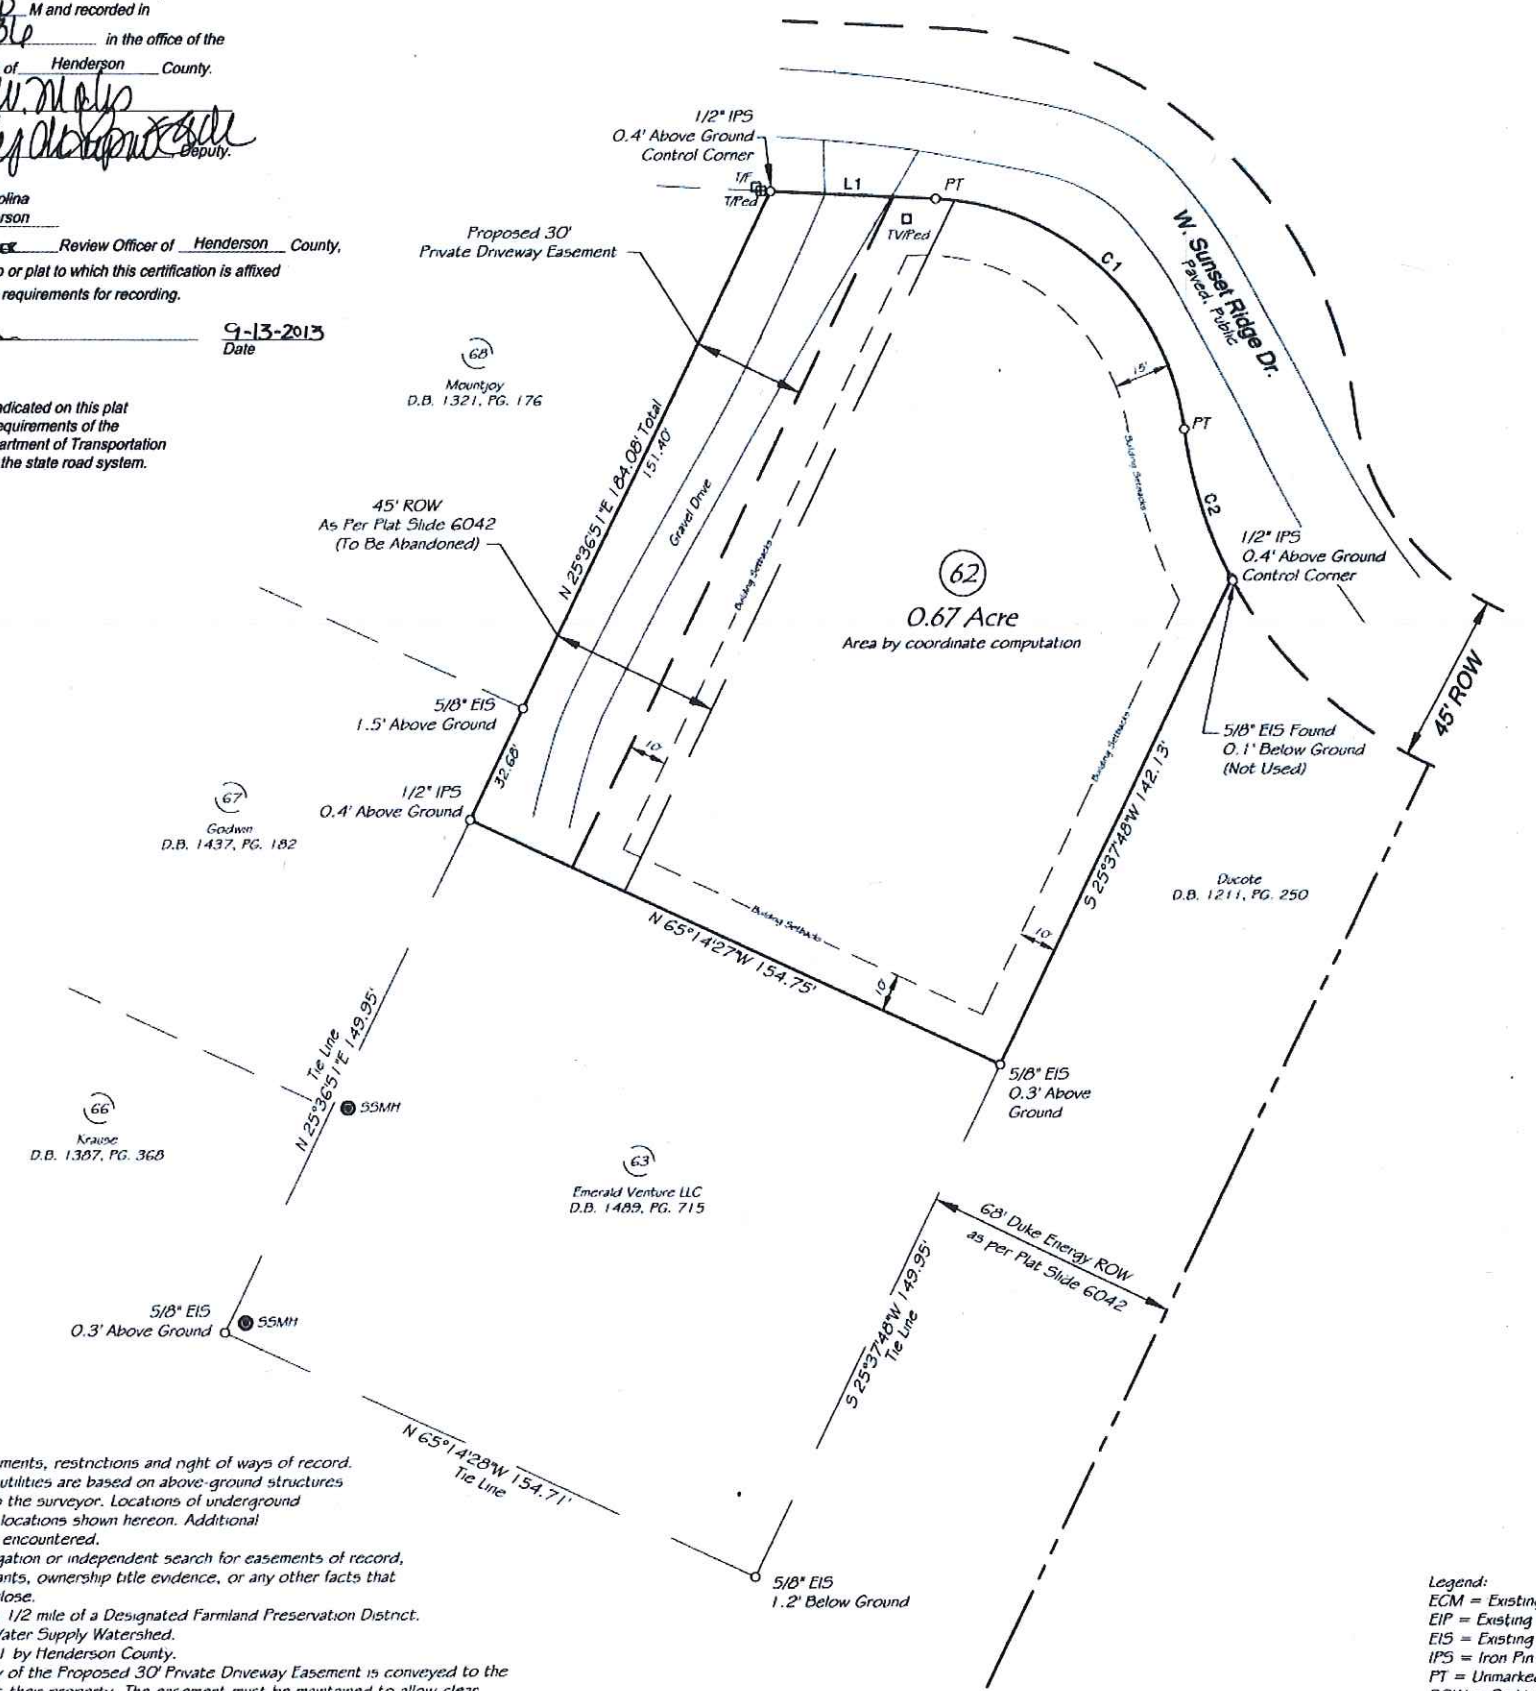 M and recorded in
in the office of the
of Henderson County.
Deputy.
Review Officer of Henderson County,
or plat to which this certification is affixed
requirements for recording.
9-13-2013
Date
on this plat
of the
of Transportation
the state road system.
1/2" IPS
0.4' Above Ground
Control Corner
T/F
T/Ped
L1
PT
TV/Ped
C1
W. Sunset Ridge Dr.
Paved, Public
Proposed 30'
Private Driveway Easement
68
Mountjoy
D.B. 1321, PG. 176
15'
PT
N 25°36'51"E 184.08' Total
151.40'
Building Setbacks
45' ROW
As Per Plat Slide 6042
(To Be Abandoned)
Gravel Drive
C2
Building Setbacks
62
0.67 Acre
Area by coordinate computation
1/2" IPS
0.4' Above Ground
Control Corner
45' ROW
5/8" EIS
1.5' Above Ground
5/8" EIS Found
0.1' Below Ground
(Not Used)
10'
32.68'
Building Setbacks
S 25°37'48"W 142.13'
67
Godwin
D.B. 1437, PG. 182
1/2" IPS
0.4' Above Ground
Ducote
D.B. 1211, PG. 250
Building Setbacks
N 65°14'27"W 154.75'
10'
10'
Tie Line
N 25°36'51"E 149.95'
5/8" EIS
0.3' Above
Ground
SSMH
66
Krause
D.B. 1387, PG. 368
63
Emerald Venture LLC
D.B. 1489, PG. 715
68' Duke Energy ROW
as per Plat Slide 6042
S 25°37'48"W 149.95'
Tie Line
5/8" EIS
0.3' Above Ground
SSMH
N 65°14'28"W 154.71'
Tie Line
5/8" EIS
1.2' Below Ground
restrictions and right of ways of record.
utilities are based on above-ground structures
the surveyor. Locations of underground
locations shown hereon. Additional
encountered.
or independent search for easements of record,
ownership title evidence, or any other facts that
1/2 mile of a Designated Farmland Preservation District.
Supply Watershed.
by Henderson County.
of the Proposed 30' Private Driveway Easement is conveyed to the
Legend:
ECM = Existing
EIP = Existing
EIS = Existing
IPS = Iron Pin
PT = Unmarked